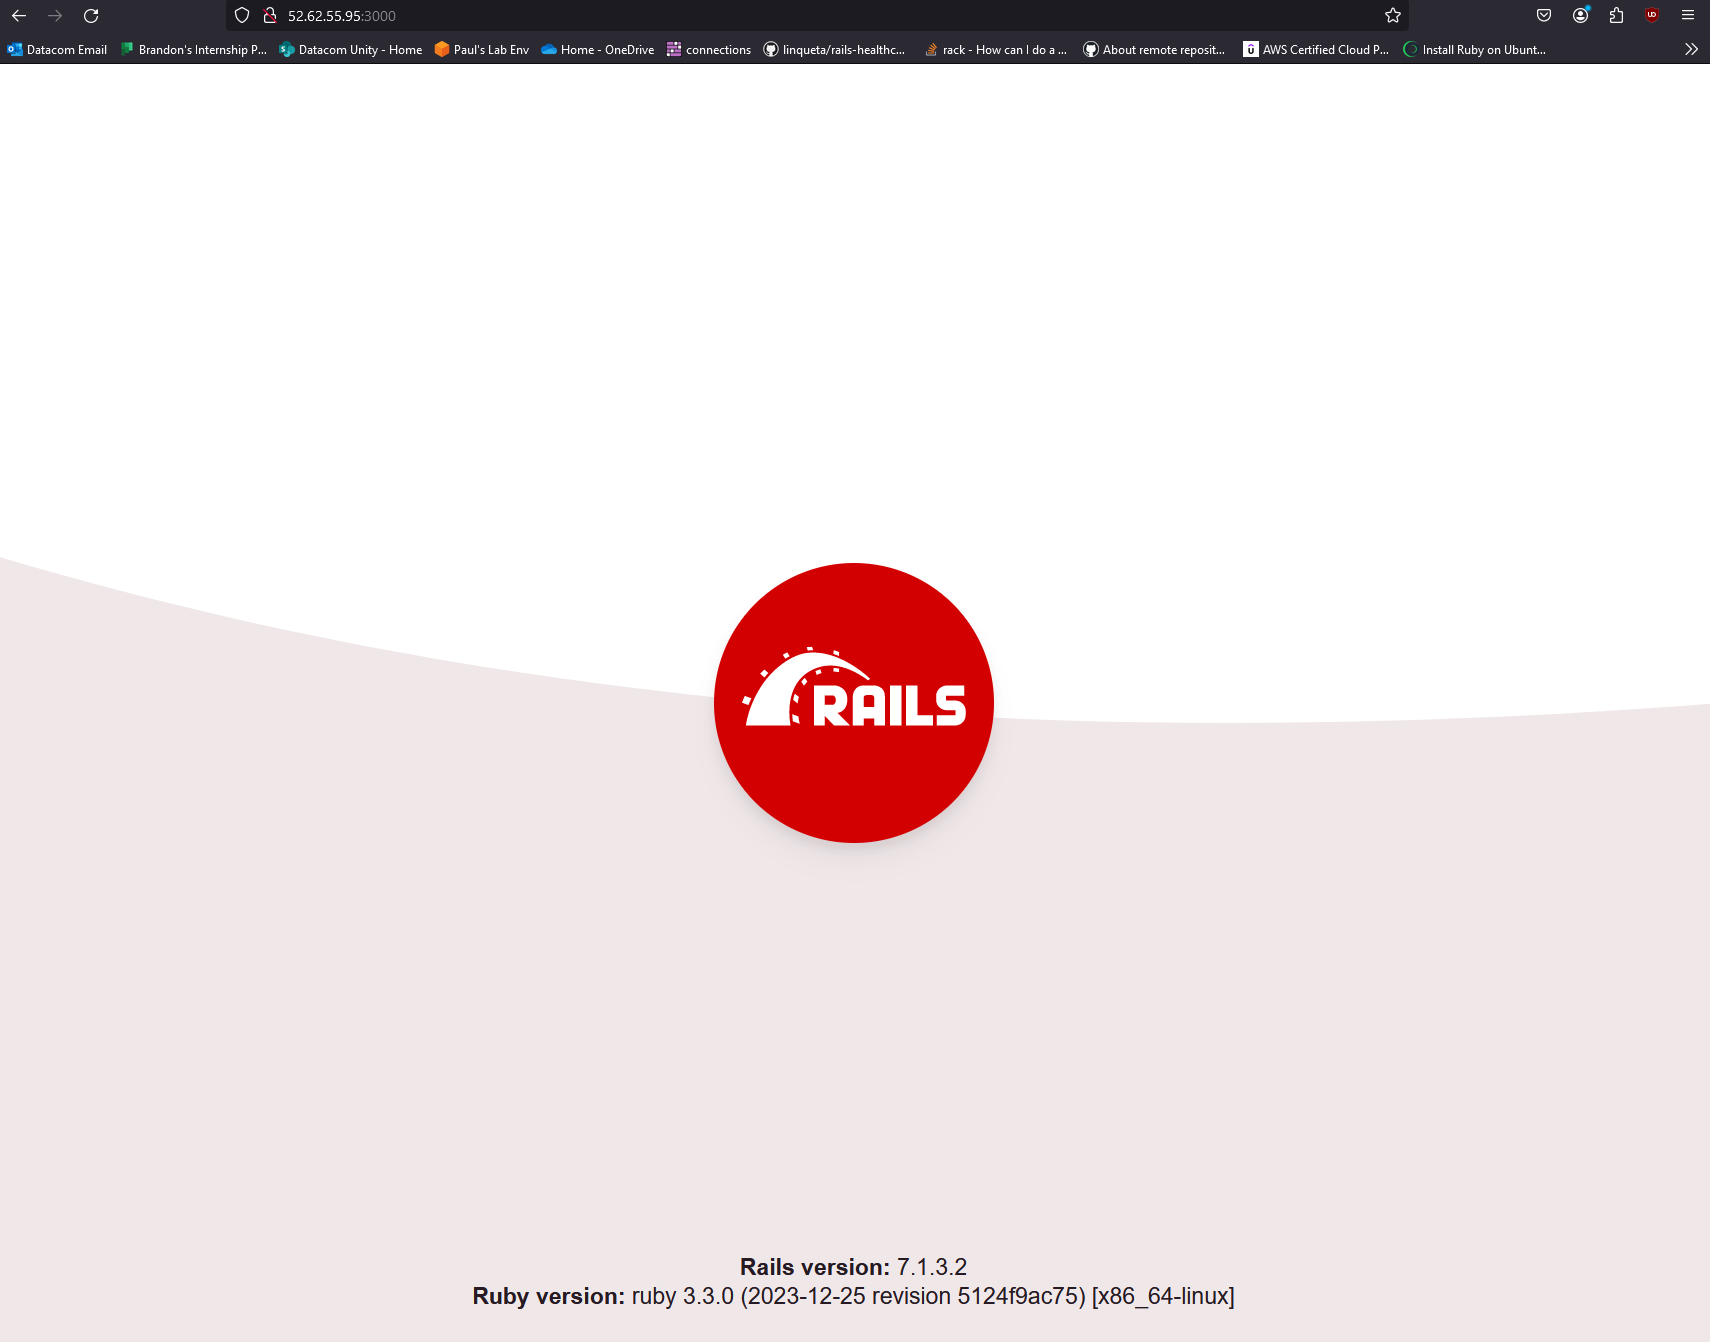 52.62.55.95:3000
Datacom Email
Brandon's Internship P...
Datacom Unity - Home
Paul's Lab Env
Home - OneDrive
connections
linqueta/rails-healthc...
rack - How can I do a ...
About remote reposit...
AWS Certified Cloud P...
Install Ruby on Ubunt...
RAILS
Rails version: 7.1.3.2
Ruby version: ruby 3.3.0 (2023-12-25 revision 5124f9ac75) [x86_64-linux]